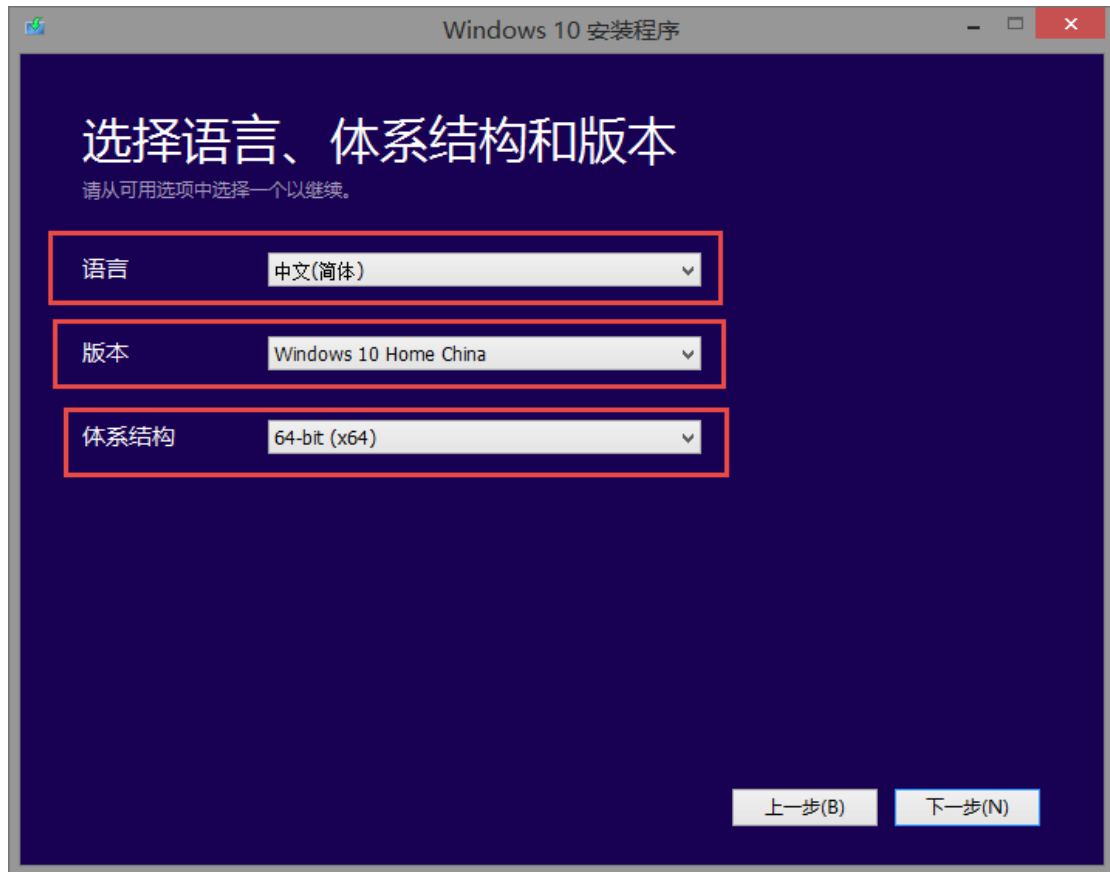 Windows 10 安装程序
选择语言、体系结构和版本
请从可用选项中选择一个以继续。
语言 中文(简体)
版本 Windows 10 Home China
体系结构 64-bit (x64)
上一步(B) 下一步(N)